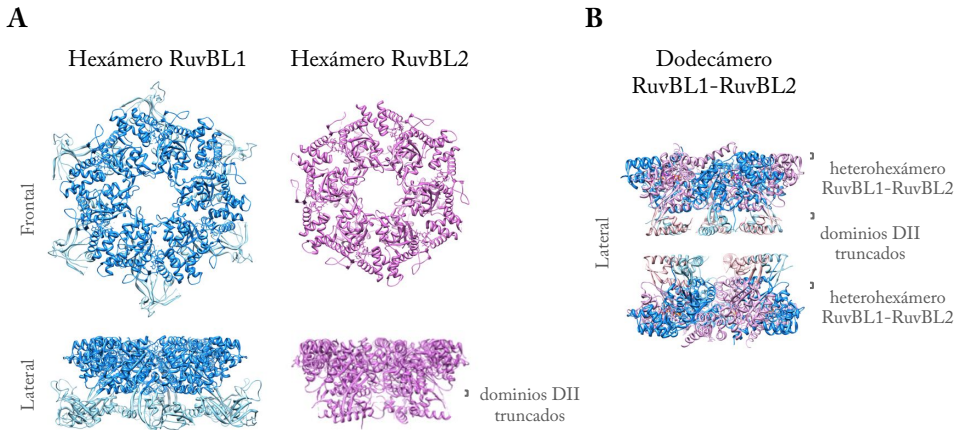 A
Hexámero RuvBL1
Hexámero RuvBL2
Frontal
Lateral
dominios DII
truncados
B
Dodecámero
RuvBL1-RuvBL2
Lateral
heterohexámero
RuvBL1-RuvBL2
dominios DII
truncados
heterohexámero
RuvBL1-RuvBL2